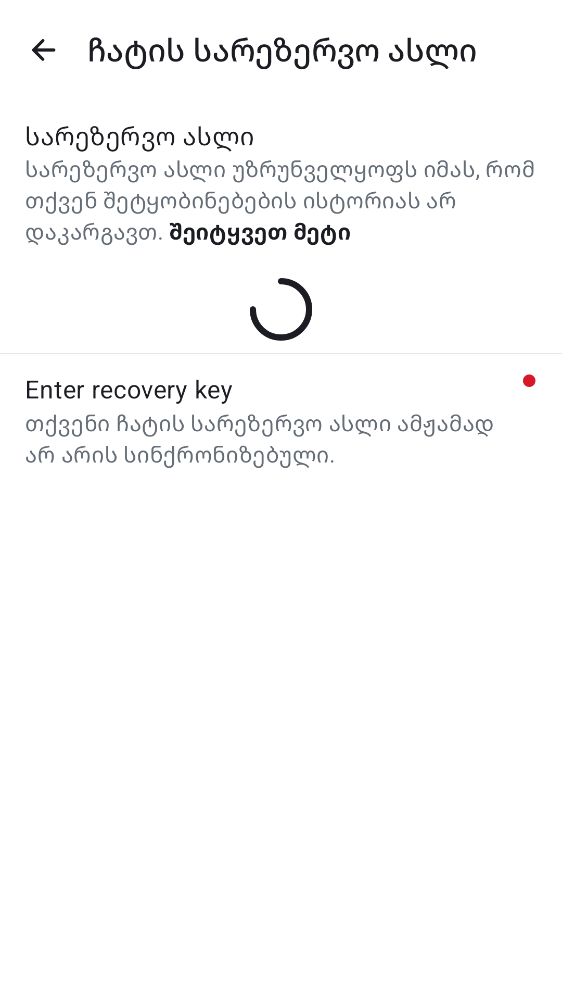 ჩატის სარეზერვო ასლი
სარეზერვო ასლი
სარეზერვო ასლი უზრუნველყოფს იმას, რომ
თქვენ შეტყობინებების ისტორიას არ
დაკარგავთ. შეიტყვეთ მეტი
Enter recovery key
თქვენი ჩატის სარეზერვო ასლი ამჟამად
არ არის სინქრონიზებული.